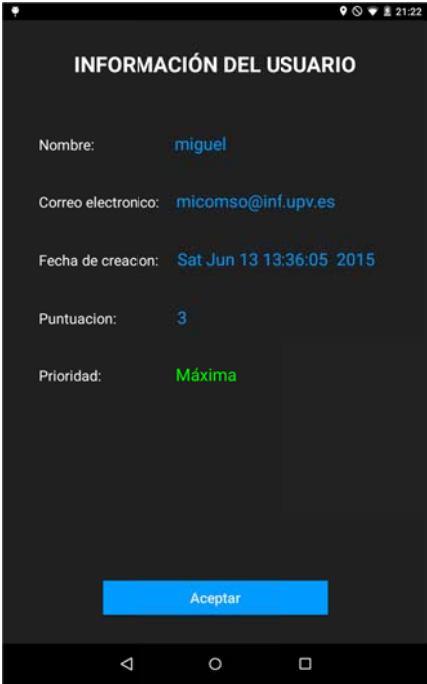 21:22
INFORMACIÓN DEL USUARIO
Nombre: miguel
Correo electronico: micomso@inf.upv.es
Fecha de creacion: Sat Jun 13 13:36:05 2015
Puntuacion: 3
Prioridad: Máxima
Aceptar